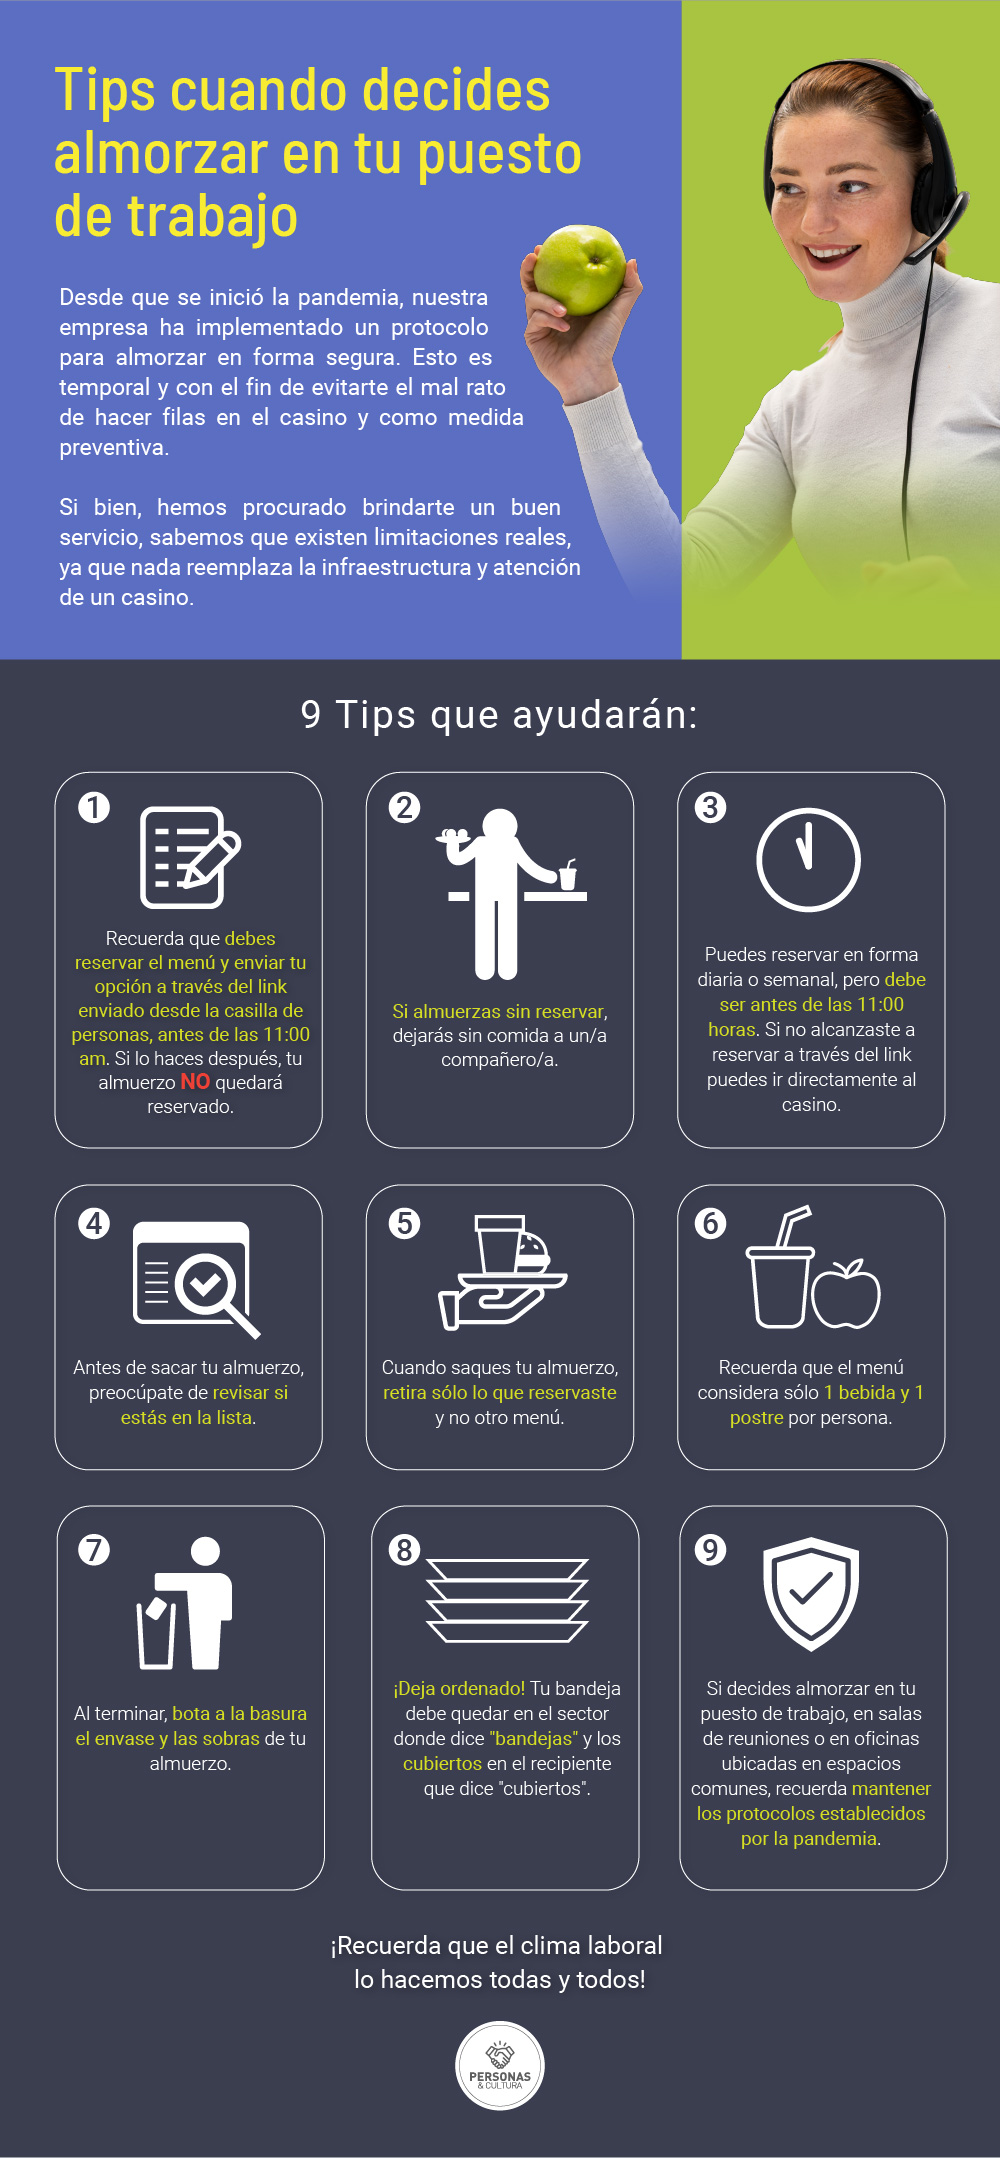 Tips cuando decides
almorzar en tu puesto
de trabajo
Desde que se inició la pandemia, nuestra
empresa ha implementado un protocolo
para almorzar en forma segura. Esto es
temporal y con el fin de evitarte el mal rato
de hacer filas en el casino y como medida
preventiva.
Si bien, hemos procurado brindarte un buen
servicio, sabemos que existen limitaciones reales,
ya que nada reemplaza la infraestructura y atención
de un casino.
9 Tips que ayudarán:
1
Recuerda que debes
reservar el menú y enviar tu
opción a través del link
enviado desde la casilla de
personas, antes de las 11:00
am. Si lo haces después, tu
almuerzo NO quedará
reservado.
2
Si almuerzas sin reservar,
dejarás sin comida a un/a
compañero/a.
3
Puedes reservar en forma
diaria o semanal, pero debe
ser antes de las 11:00
horas. Si no alcanzaste a
reservar a través del link
puedes ir directamente al
casino.
4
Antes de sacar tu almuerzo,
preocúpate de revisar si
estás en la lista.
5
Cuando saques tu almuerzo,
retira sólo lo que reservaste
y no otro menú.
6
Recuerda que el menú
considera sólo 1 bebida y 1
postre por persona.
7
Al terminar, bota a la basura
el envase y las sobras de tu
almuerzo.
8
¡Deja ordenado! Tu bandeja
debe quedar en el sector
donde dice "bandejas" y los
cubiertos en el recipiente
que dice "cubiertos".
9
Si decides almorzar en tu
puesto de trabajo, en salas
de reuniones o en oficinas
ubicadas en espacios
comunes, recuerda mantener
los protocolos establecidos
por la pandemia.
¡Recuerda que el clima laboral
lo hacemos todas y todos!
PERSONAS
& CULTURA